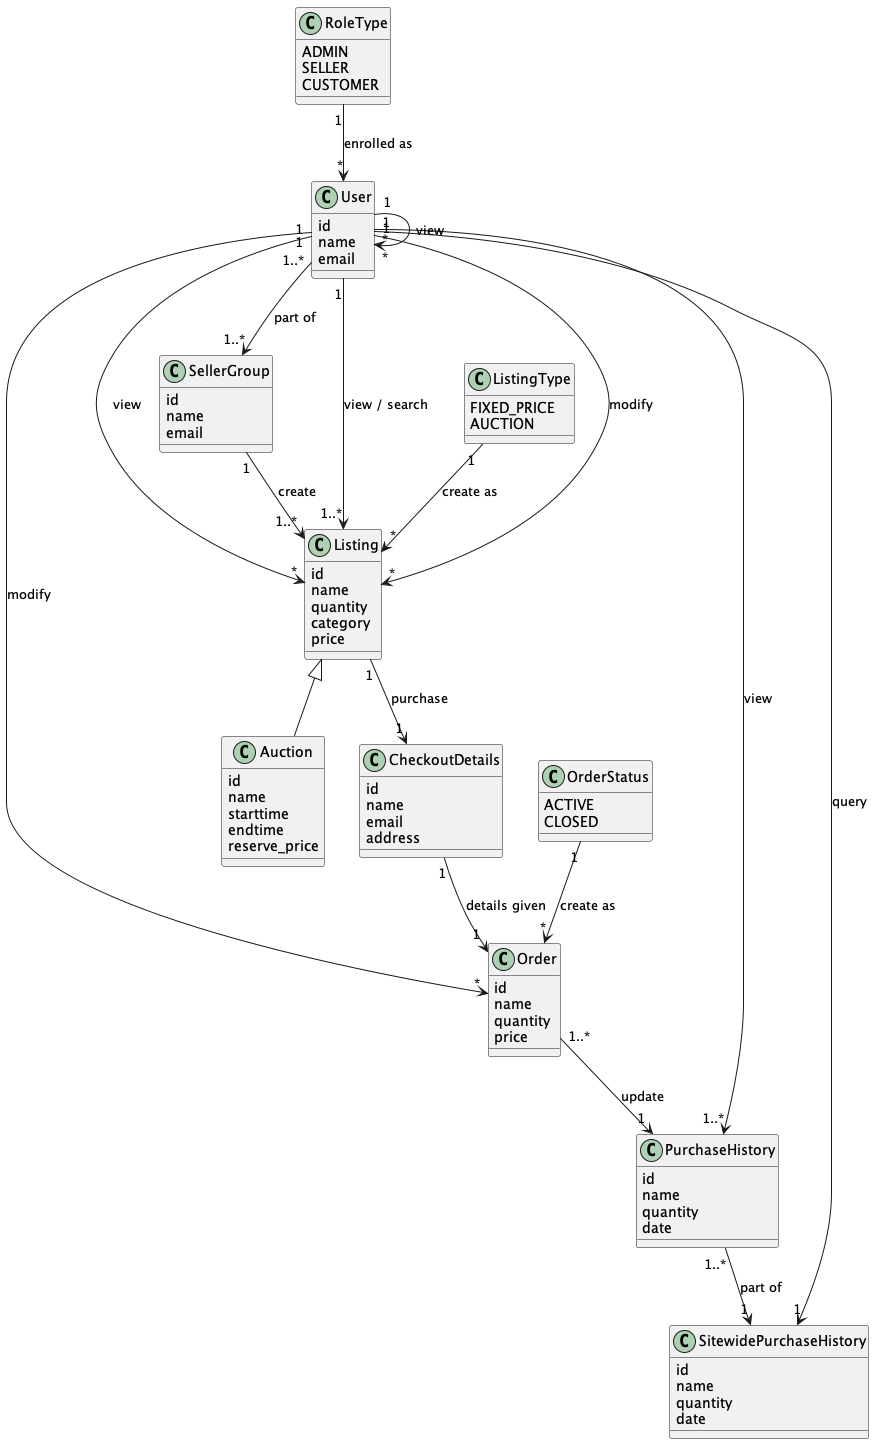 C RoleType
ADMIN
SELLER
CUSTOMER
1
enrolled as
*
C User
id
name
email
1
view
*
1
1
1
*
1
1..*
1
part of
1..*
C SellerGroup
id
name
email
view
view / search
C ListingType
FIXED_PRICE
AUCTION
modify
1
create
1..*
1..*
1
create as
*
C Listing
id
name
quantity
category
price
*
*
modify
1
purchase
1
view
C Auction
id
name
starttime
endtime
reserve_price
C CheckoutDetails
id
name
email
address
C OrderStatus
ACTIVE
CLOSED
query
1
details given
1
1
create as
*
C Order
id
name
quantity
price
*
1..*
update
1
1..*
C PurchaseHistory
id
name
quantity
date
1..*
part of
1
1
C SitewidePurchaseHistory
id
name
quantity
date